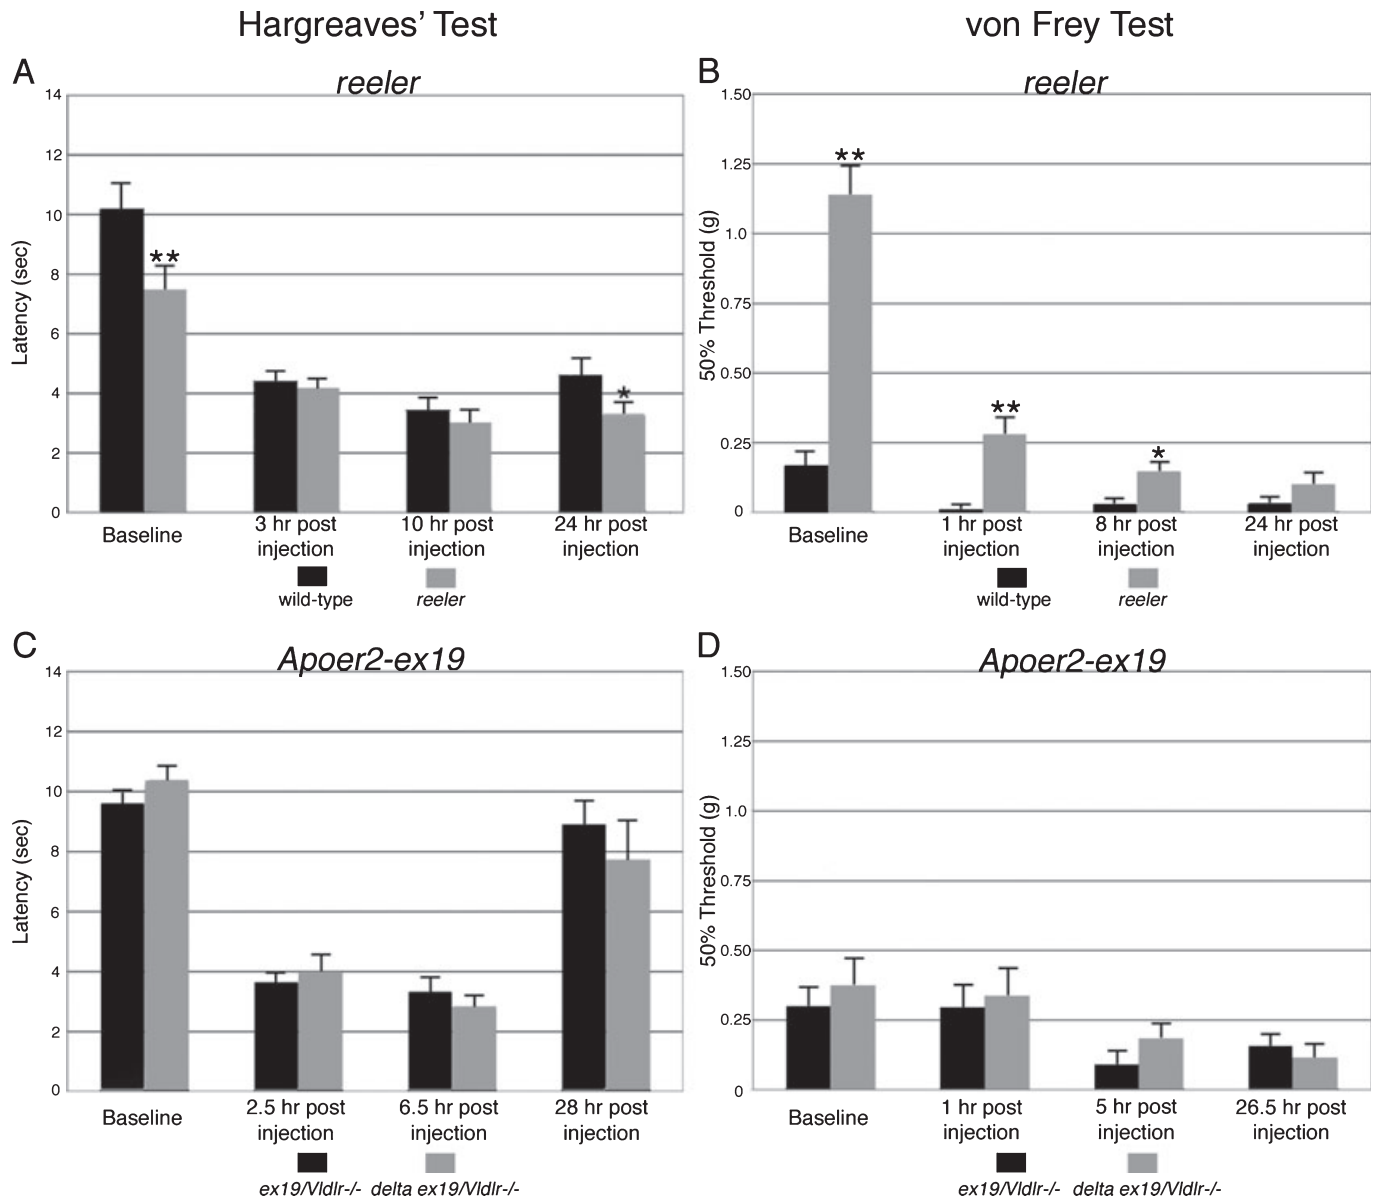 Hargreaves’ Test
von Frey Test
A
reeler
14
12
10
8
6
4
2
0
Latency (sec)
**
*
Baseline
3 hr post
injection
10 hr post
injection
24 hr post
injection
wild-type
reeler
B
reeler
1.50
1.25
1.0
0.75
0.50
0.25
0
50% Threshold (g)
**
**
*
Baseline
1 hr post
injection
8 hr post
injection
24 hr post
injection
wild-type
reeler
C
Apoer2-ex19
14
12
10
8
6
4
2
0
Latency (sec)
Baseline
2.5 hr post
injection
6.5 hr post
injection
28 hr post
injection
ex19/Vldlr-/-
delta ex19/Vldlr-/-
D
Apoer2-ex19
1.50
1.25
1.0
0.75
0.50
0.25
0
50% Threshold (g)
Baseline
1 hr post
injection
5 hr post
injection
26.5 hr post
injection
ex19/Vldlr-/-
delta ex19/Vldlr-/-